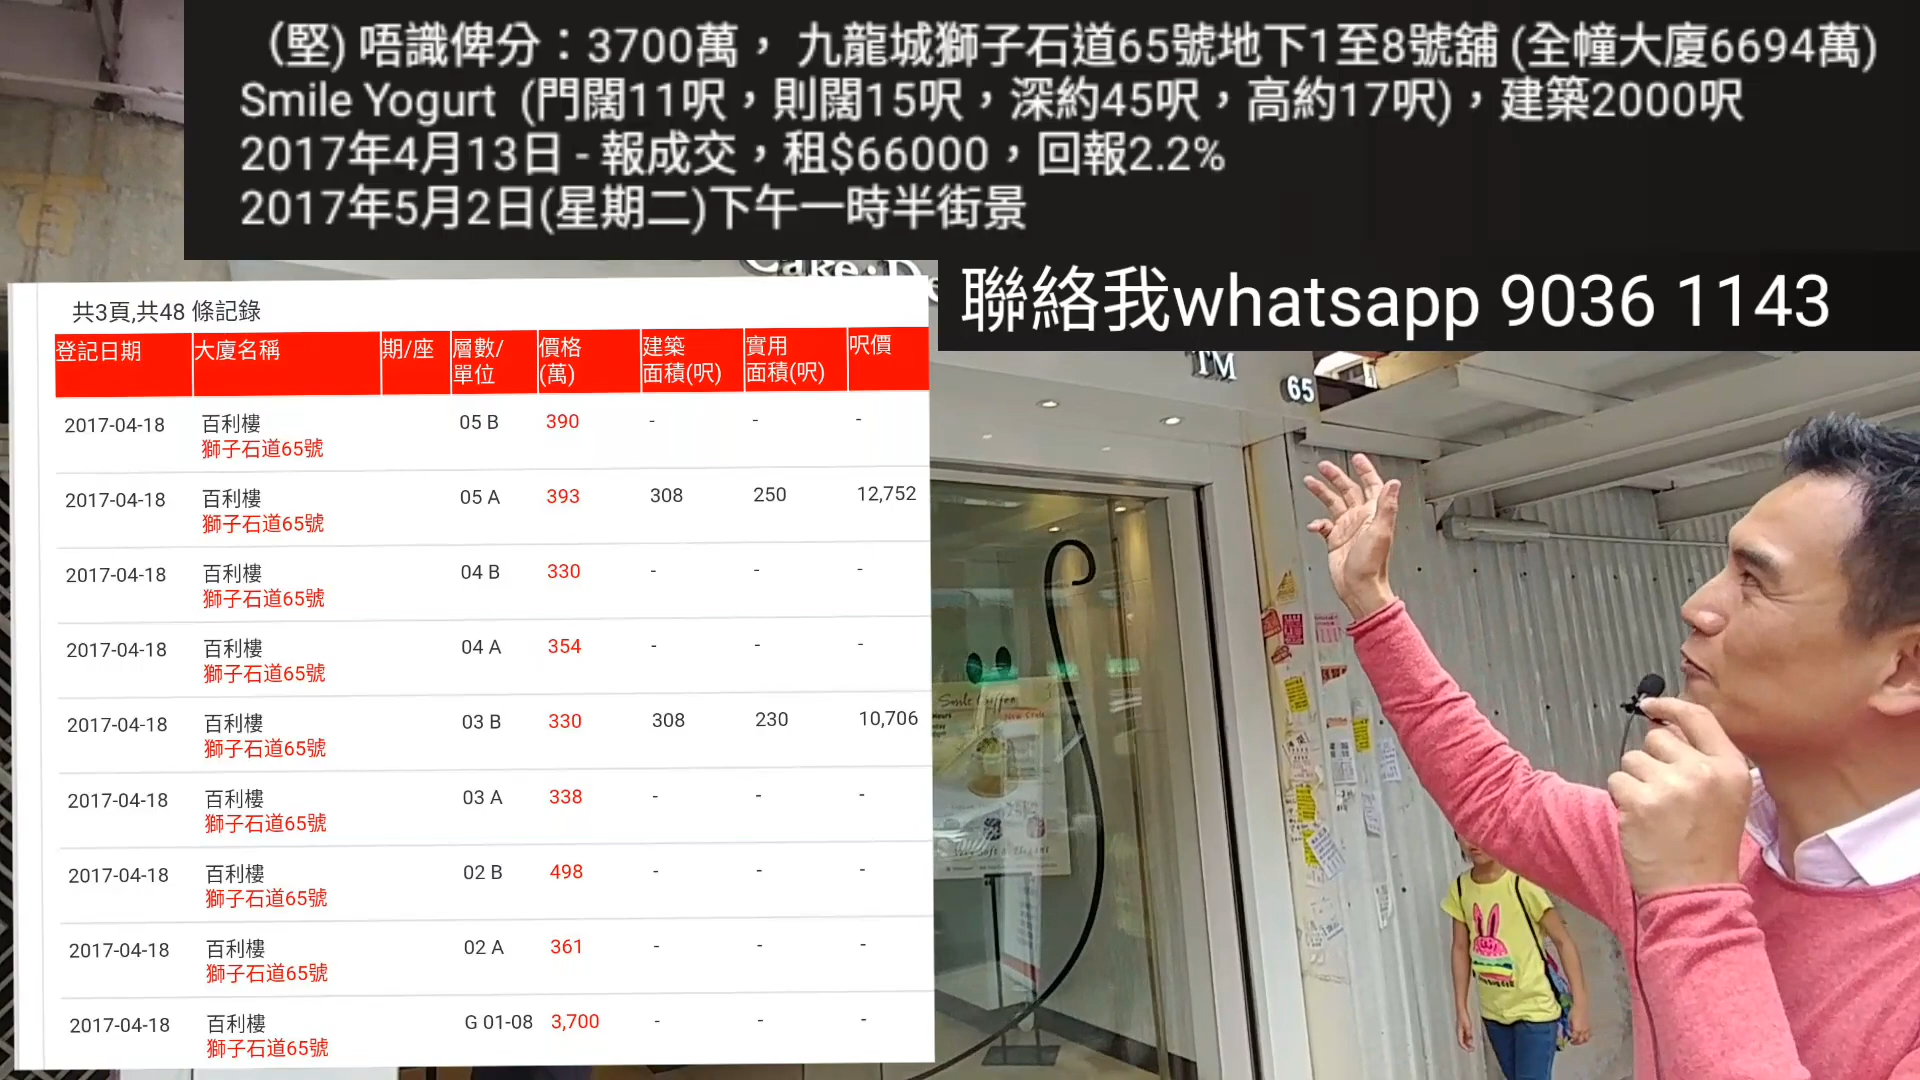 （堅) 唔識俾分：3700萬， 九龍城獅子石道65號地下1至8號舖 (全幢大廈6694萬)
Smile Yogurt  (門闊11呎，則闊15呎，深約45呎，高約17呎)，建築2000呎
2017年4月13日 - 報成交，租$66000，回報2.2%
2017年5月2日(星期二)下午一時半街景
聯絡我whatsapp 9036 1143
共3頁,共48 條記錄
登記日期 大廈名稱 期/座 層數/單位 價格(萬) 建築面積(呎) 實用面積(呎) 呎價
2017-04-18 百利樓 05 B 390 - - -
獅子石道65號
2017-04-18 百利樓 05 A 393 308 250 12,752
獅子石道65號
2017-04-18 百利樓 04 B 330 - - -
獅子石道65號
2017-04-18 百利樓 04 A 354 - - -
獅子石道65號
2017-04-18 百利樓 03 B 330 308 230 10,706
獅子石道65號
2017-04-18 百利樓 03 A 338 - - -
獅子石道65號
2017-04-18 百利樓 02 B 498 - - -
獅子石道65號
2017-04-18 百利樓 02 A 361 - - -
獅子石道65號
2017-04-18 百利樓 G 01-08 3,700 - - -
獅子石道65號
TM
65
Smile Coffee
New Style